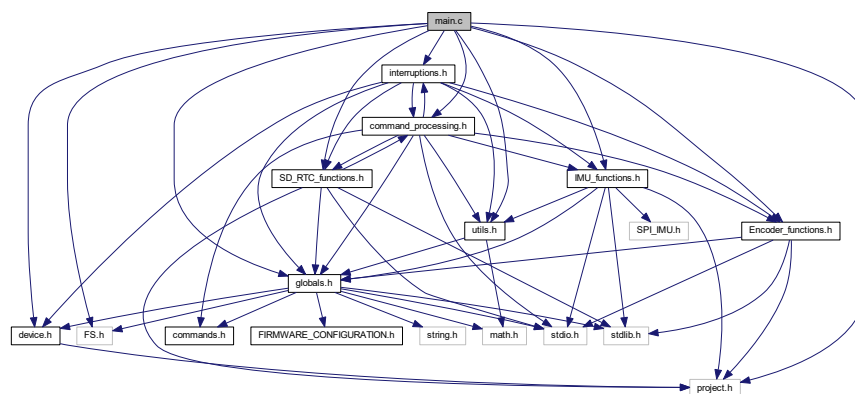 main.c
interruptions.h
command_processing.h
SD_RTC_functions.h
IMU_functions.h
utils.h
SPI_IMU.h
Encoder_functions.h
globals.h
device.h
FS.h
commands.h
FIRMWARE_CONFIGURATION.h
string.h
math.h
stdio.h
stdlib.h
project.h